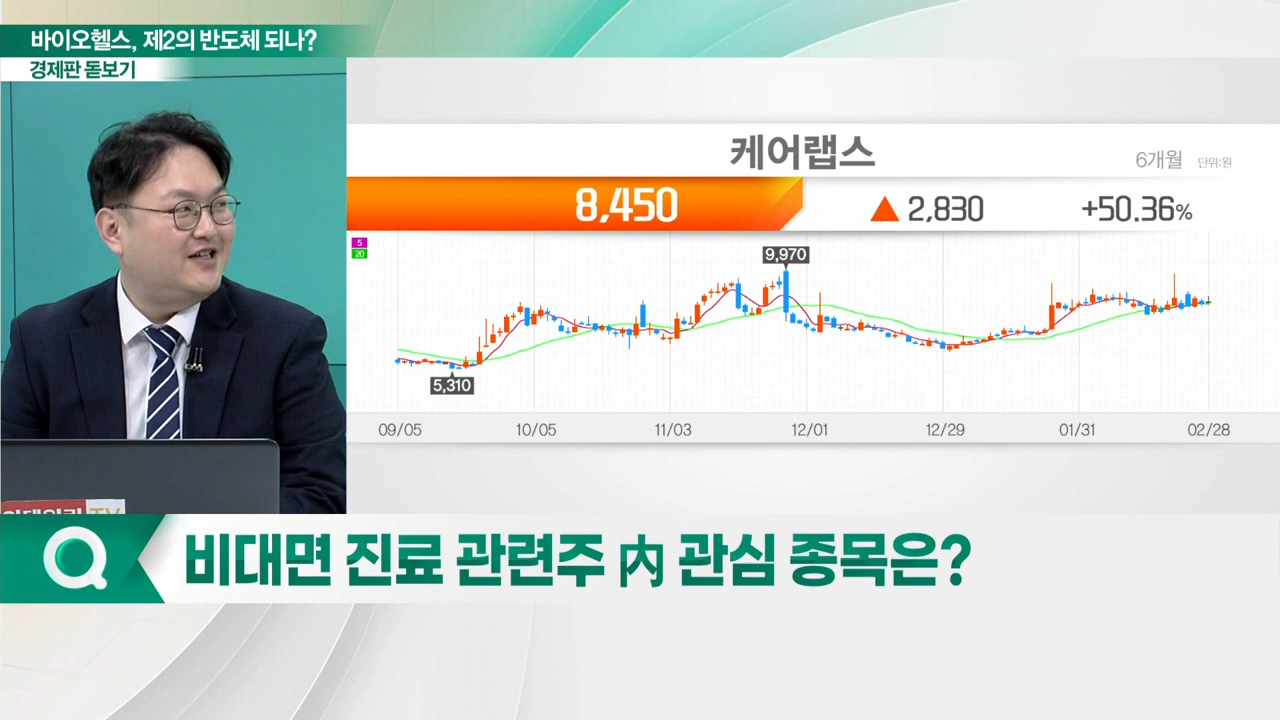 바이오헬스, 제2의 반도체 되나?
경제판 돋보기
케어랩스
6개월 단위:원
8,450 ▲ 2,830 +50.36%
5
20
9,970
5,310
09/05 10/05 11/03 12/01 12/29 01/31 02/28
TV
비대면 진료 관련주 內 관심 종목은?